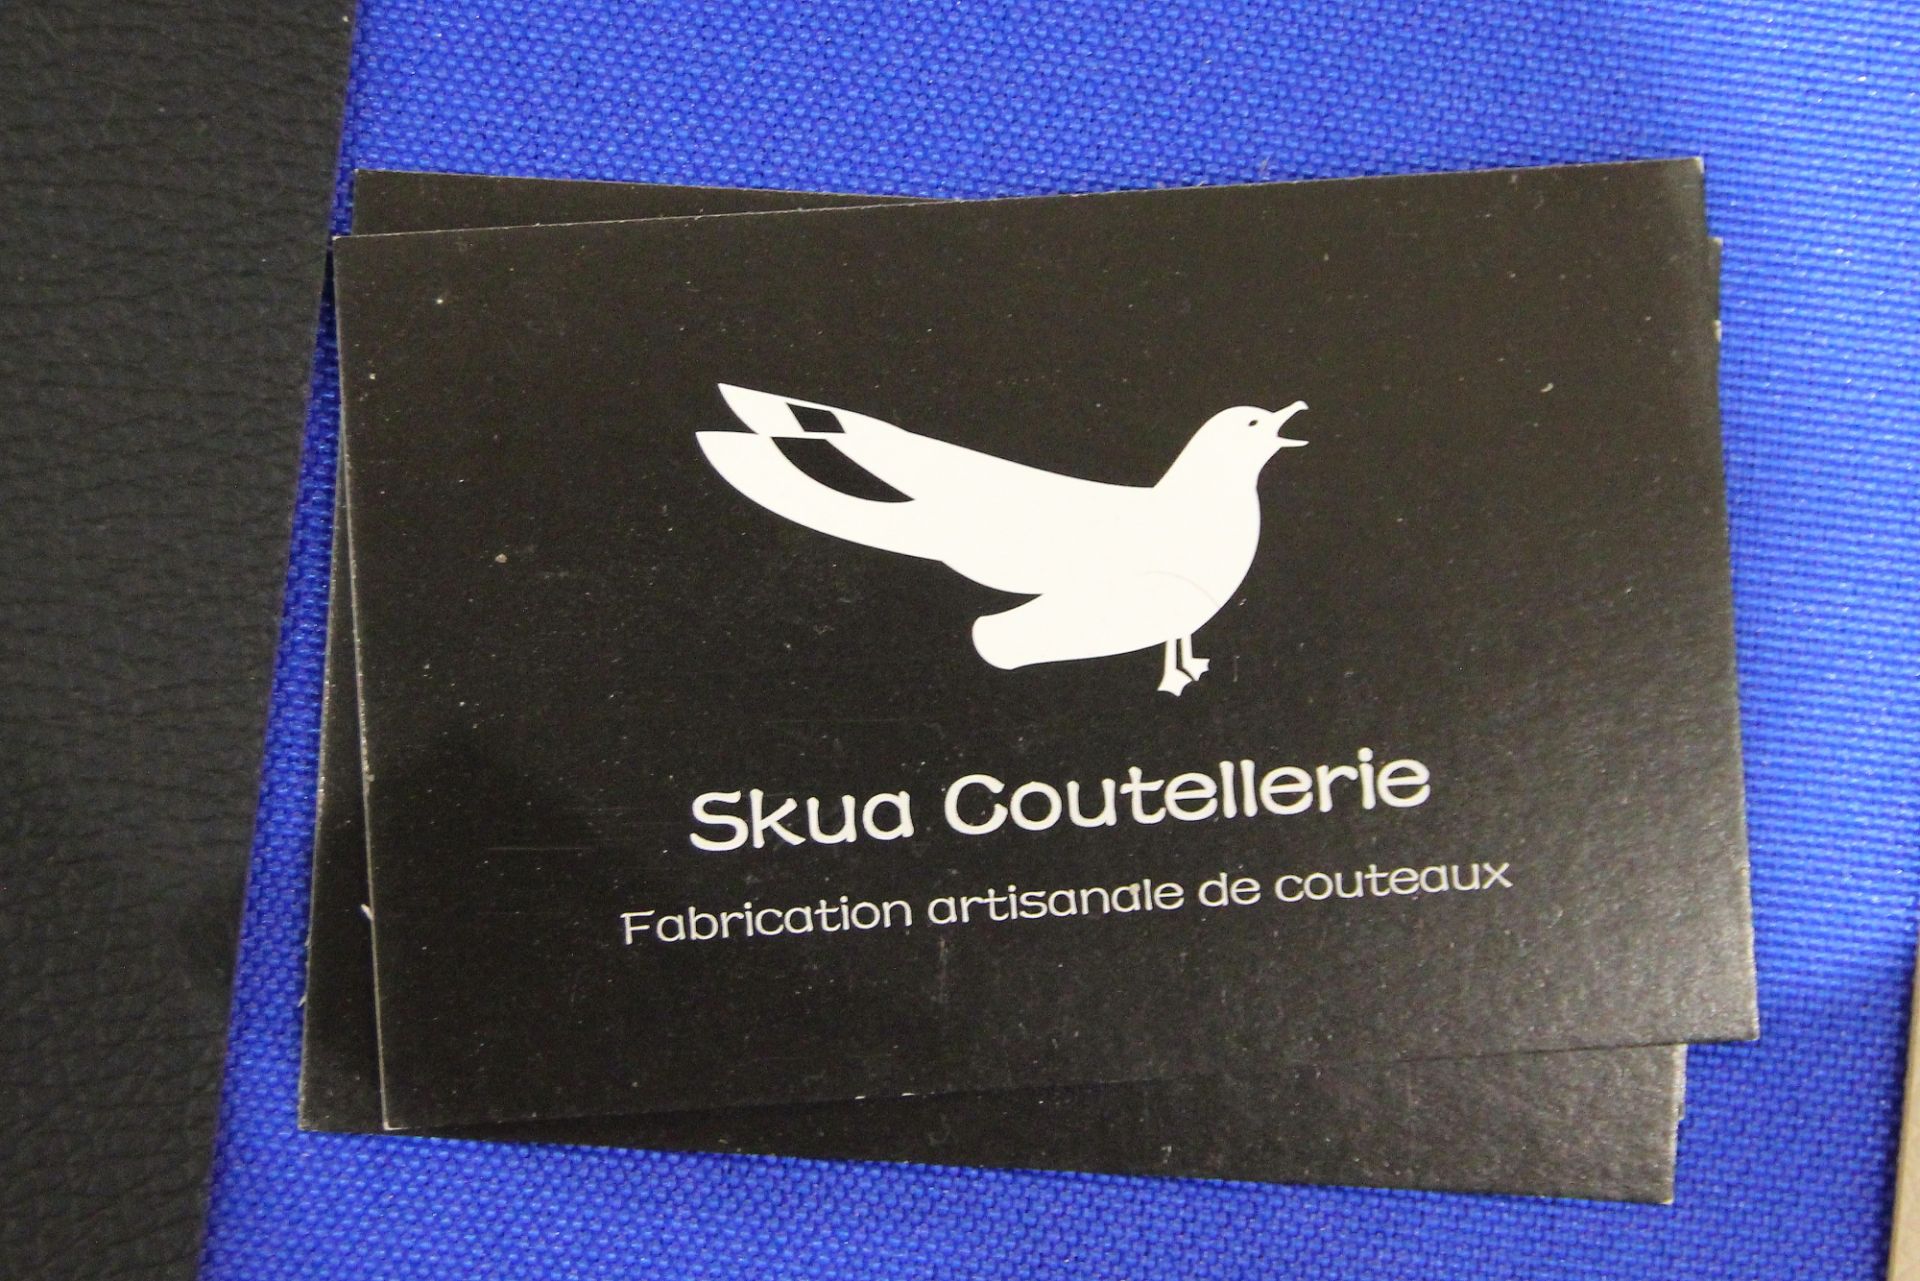 Skua Coutellerie
Fabrication artisanale de couteaux